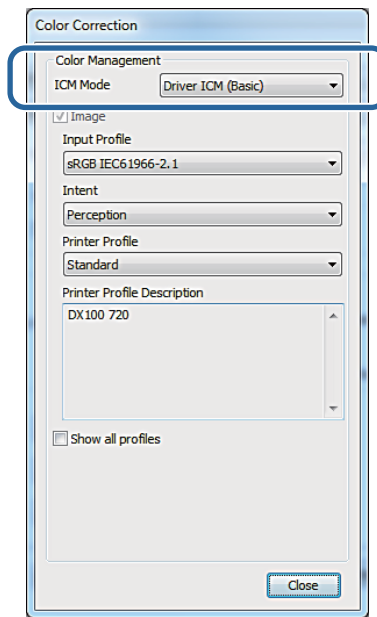 Color Correction
Color Management
ICM Mode Driver ICM (Basic)
Image
Input Profile
sRGB IEC61966-2.1
Intent
Perception
Printer Profile
Standard
Printer Profile Description
DX100 720
Show all profiles
Close